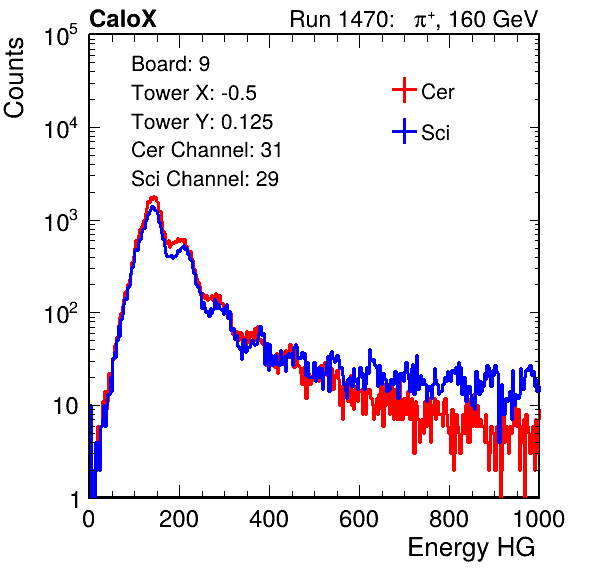 CaloX Run 1470: π⁺, 160 GeV
Counts
10⁵
10⁴
10³
10²
10
1
Board: 9
Tower X: -0.5
Tower Y: 0.125
Cer Channel: 31
Sci Channel: 29
Cer
Sci
0 200 400 600 800 1000
Energy HG